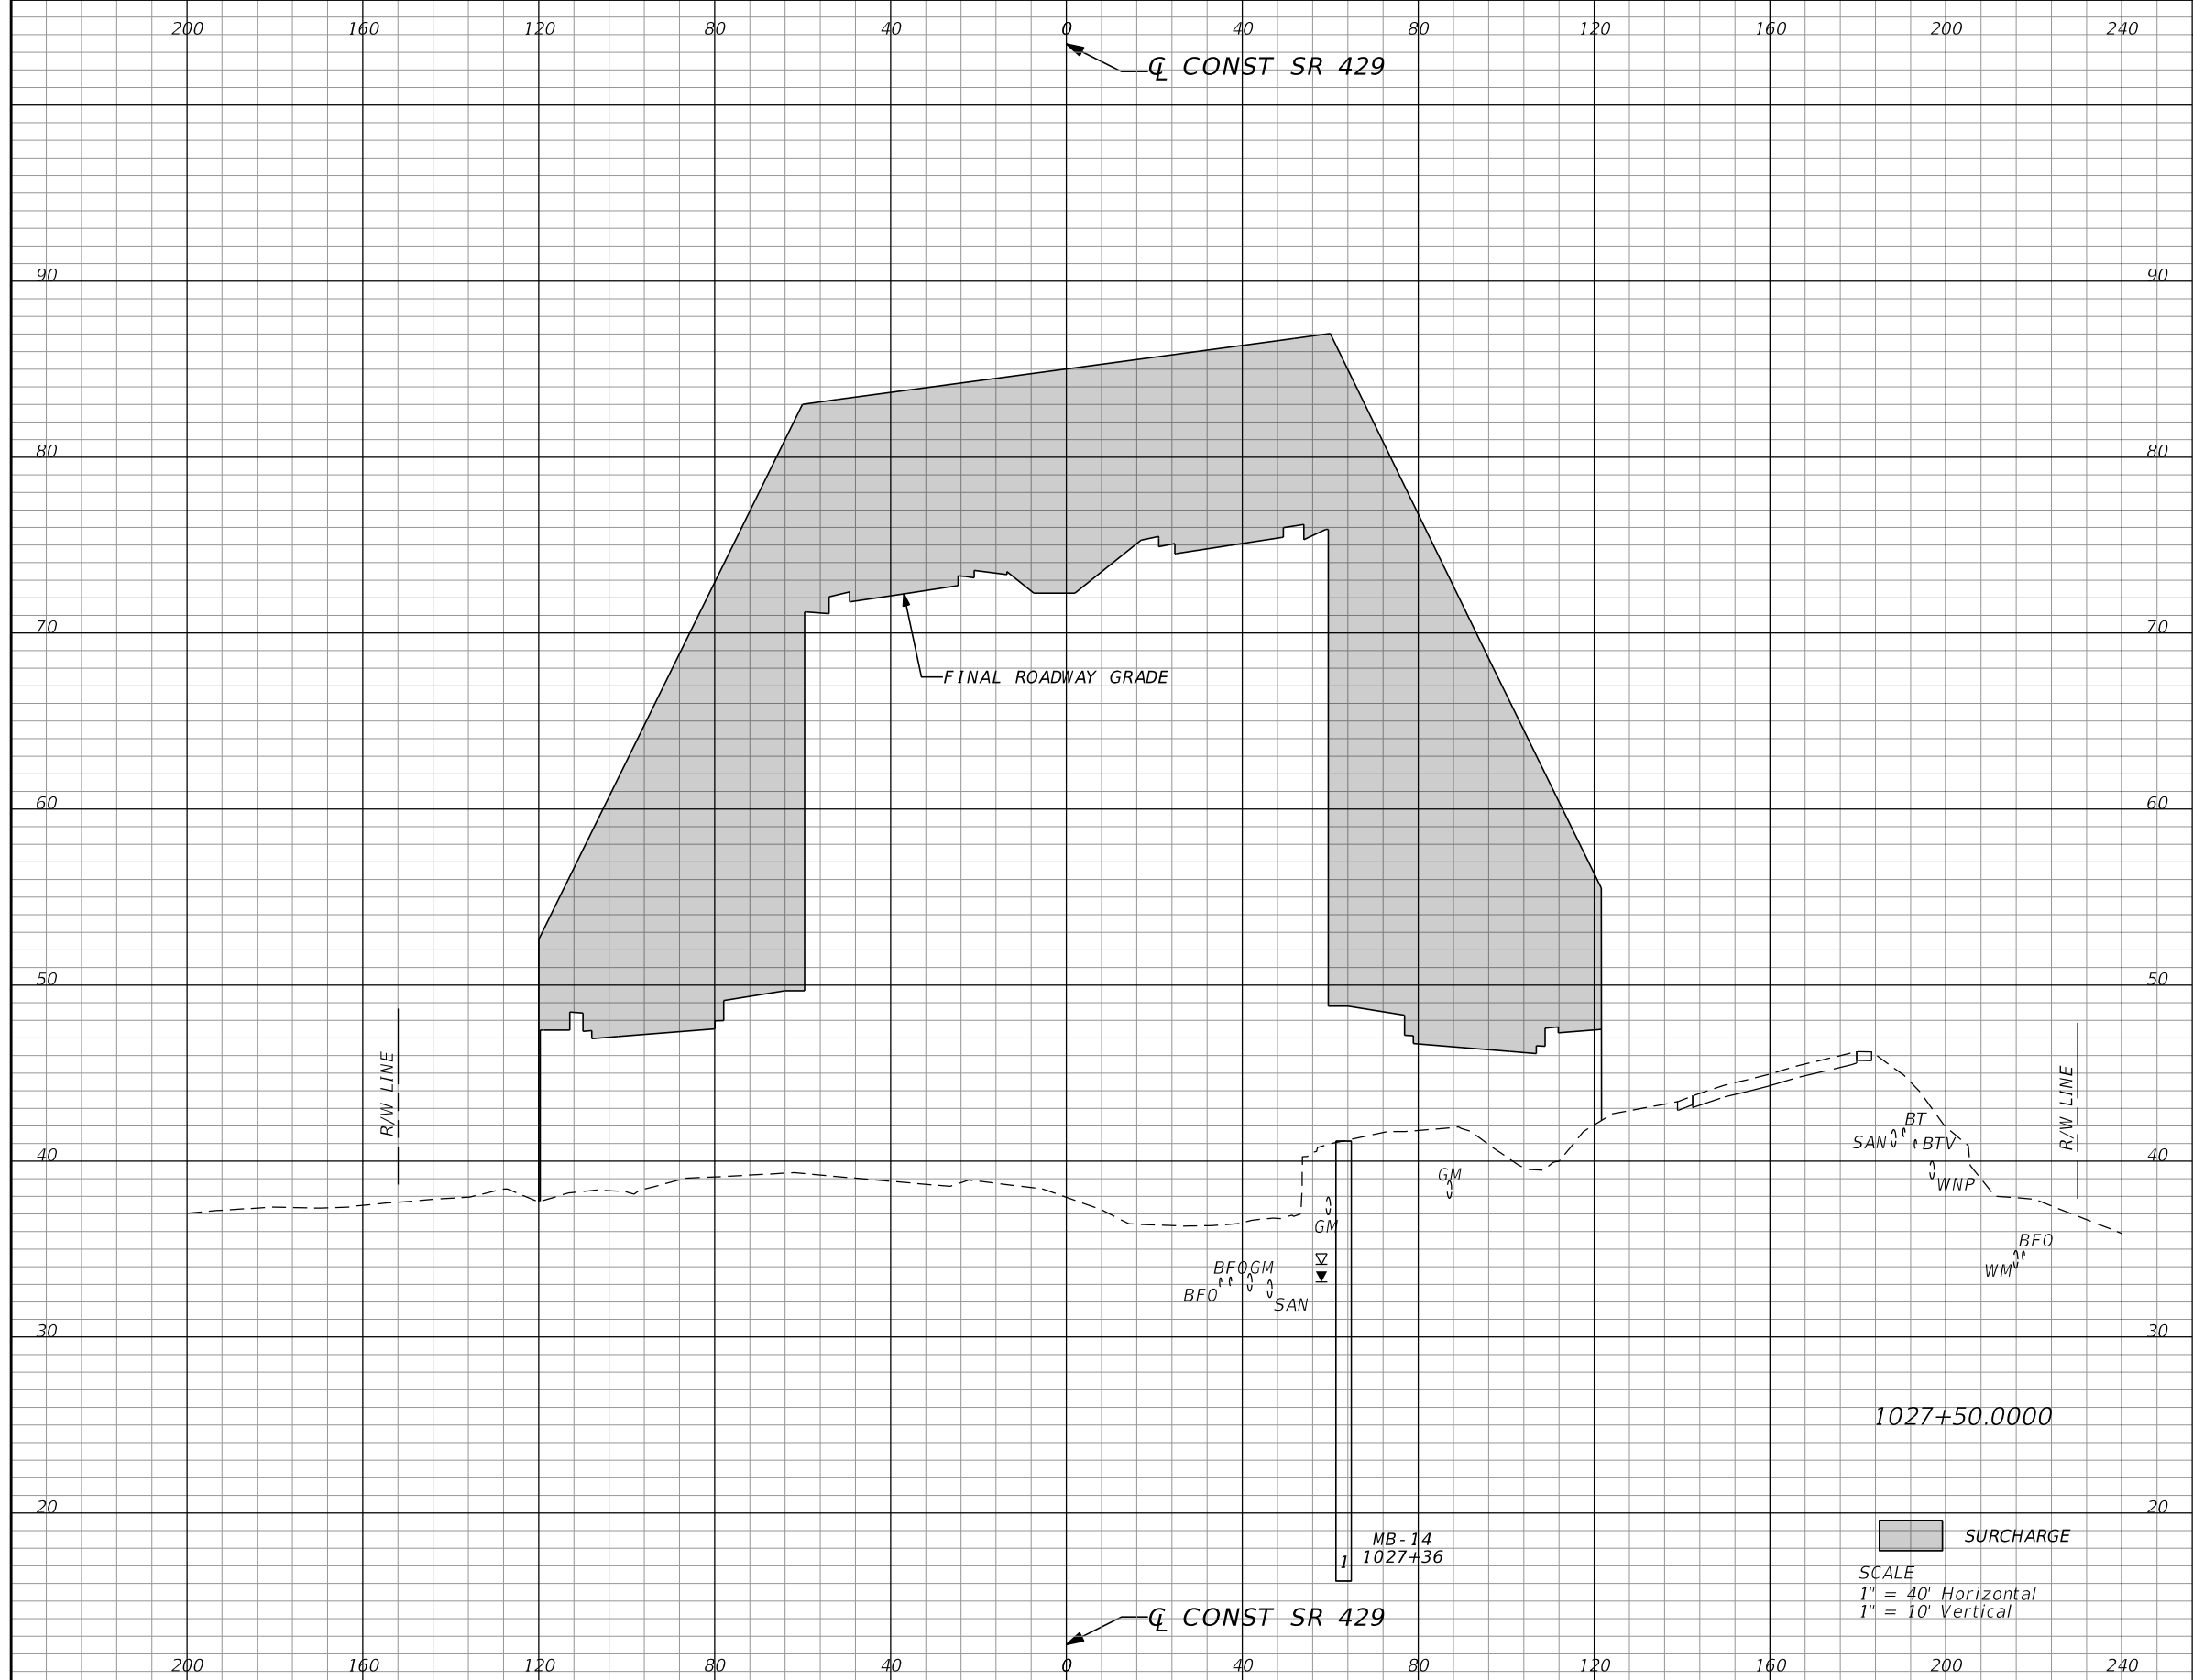 200 160 120 80 40 0 40 80 120 160 200 240
℄ CONST SR 429
90 90
80 80
70 70
FINAL ROADWAY GRADE
60 60
50 50
R/W LINE
R/W LINE
BT
SAN BTV
40 40
GM
WNP
GM
BFO
BFO GM
WM
BFO
SAN
30 30
1027+50.0000
20 20
SURCHARGE
MB-14
1027+36
1
SCALE
1" = 40' Horizontal
1" = 10' Vertical
℄ CONST SR 429
200 160 120 80 40 0 40 80 120 160 200 240